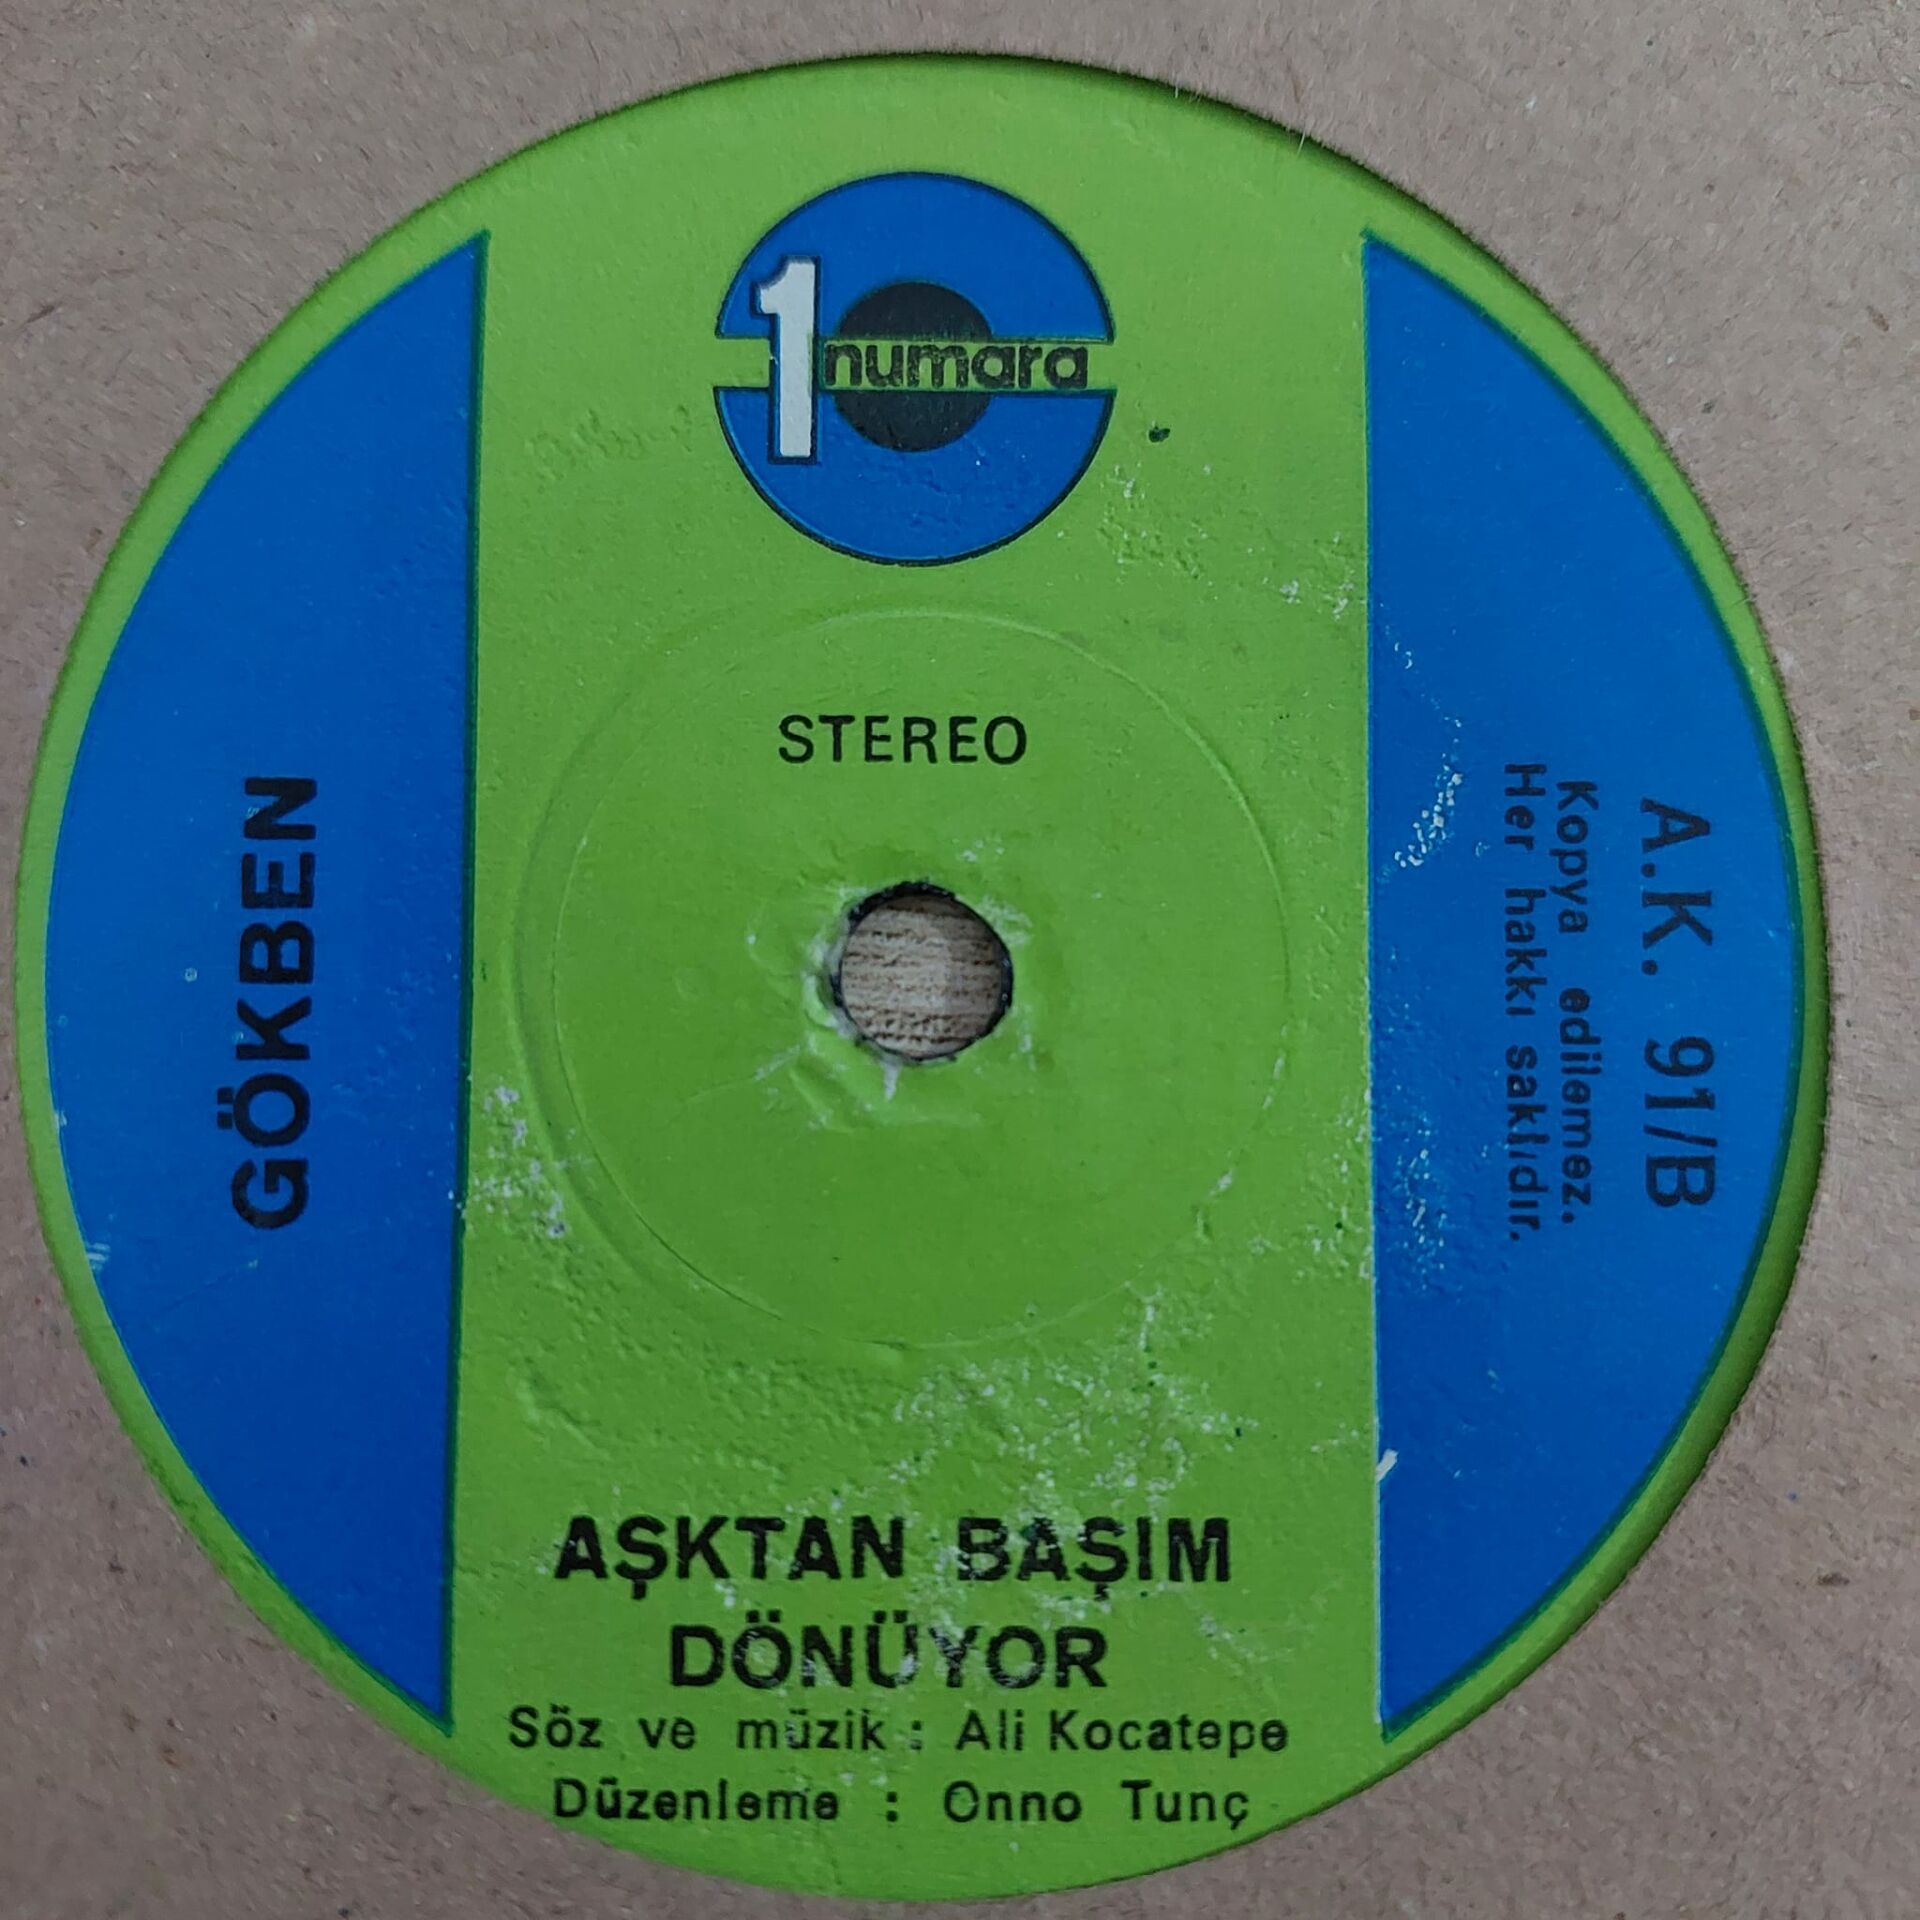 1 numara
STEREO
GÖKBEN
A.K. 91/B
Kopya edilemez.
Her hakkı saklıdır.
AŞKTAN BAŞIM
DÖNÜYOR
Söz ve müzik : Ali Kocatepe
Düzenleme : Onno Tunç